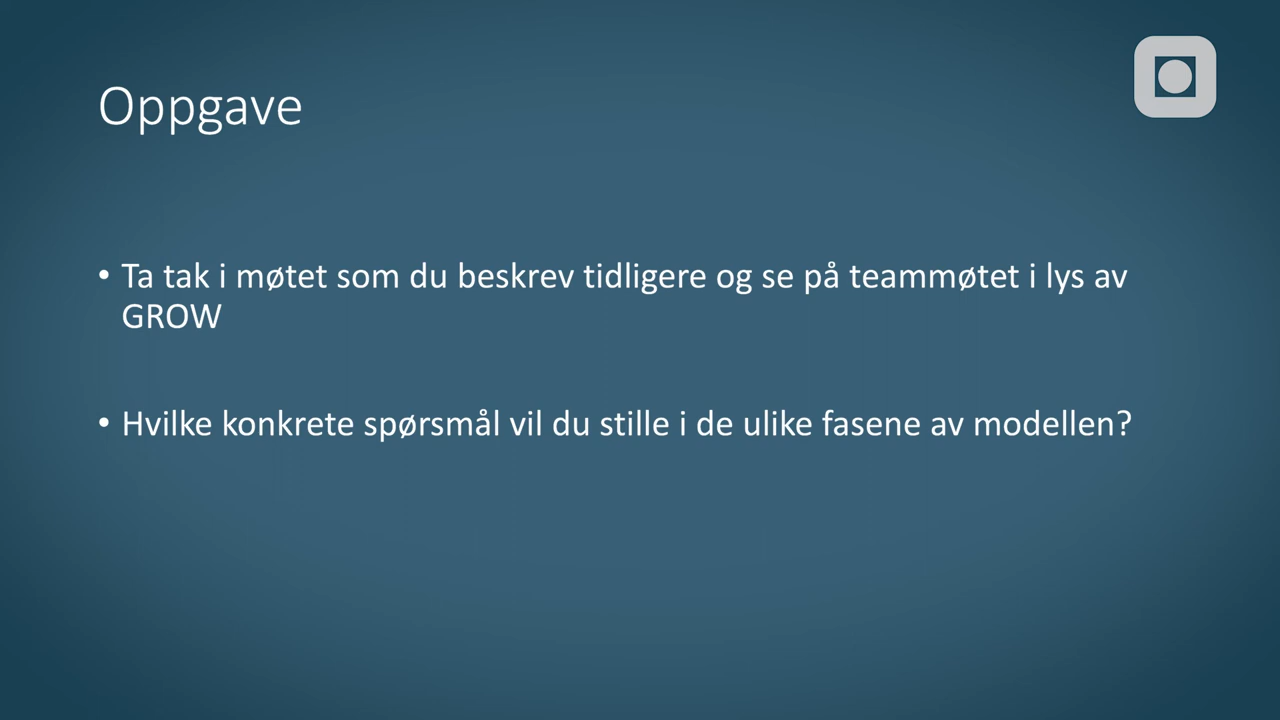 Oppgave
• Ta tak i møtet som du beskrev tidligere og se på teammøtet i lys av
GROW
• Hvilke konkrete spørsmål vil du stille i de ulike fasene av modellen?